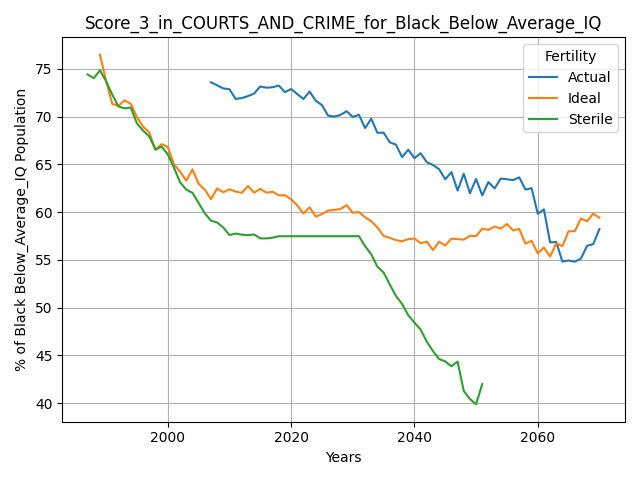 Score_3_in_COURTS_AND_CRIME_for_Black_Below_Average_IQ
% of Black Below_Average_IQ Population
75
70
65
60
55
50
45
40
Fertility
Actual
Ideal
Sterile
2000
2020
2040
2060
Years